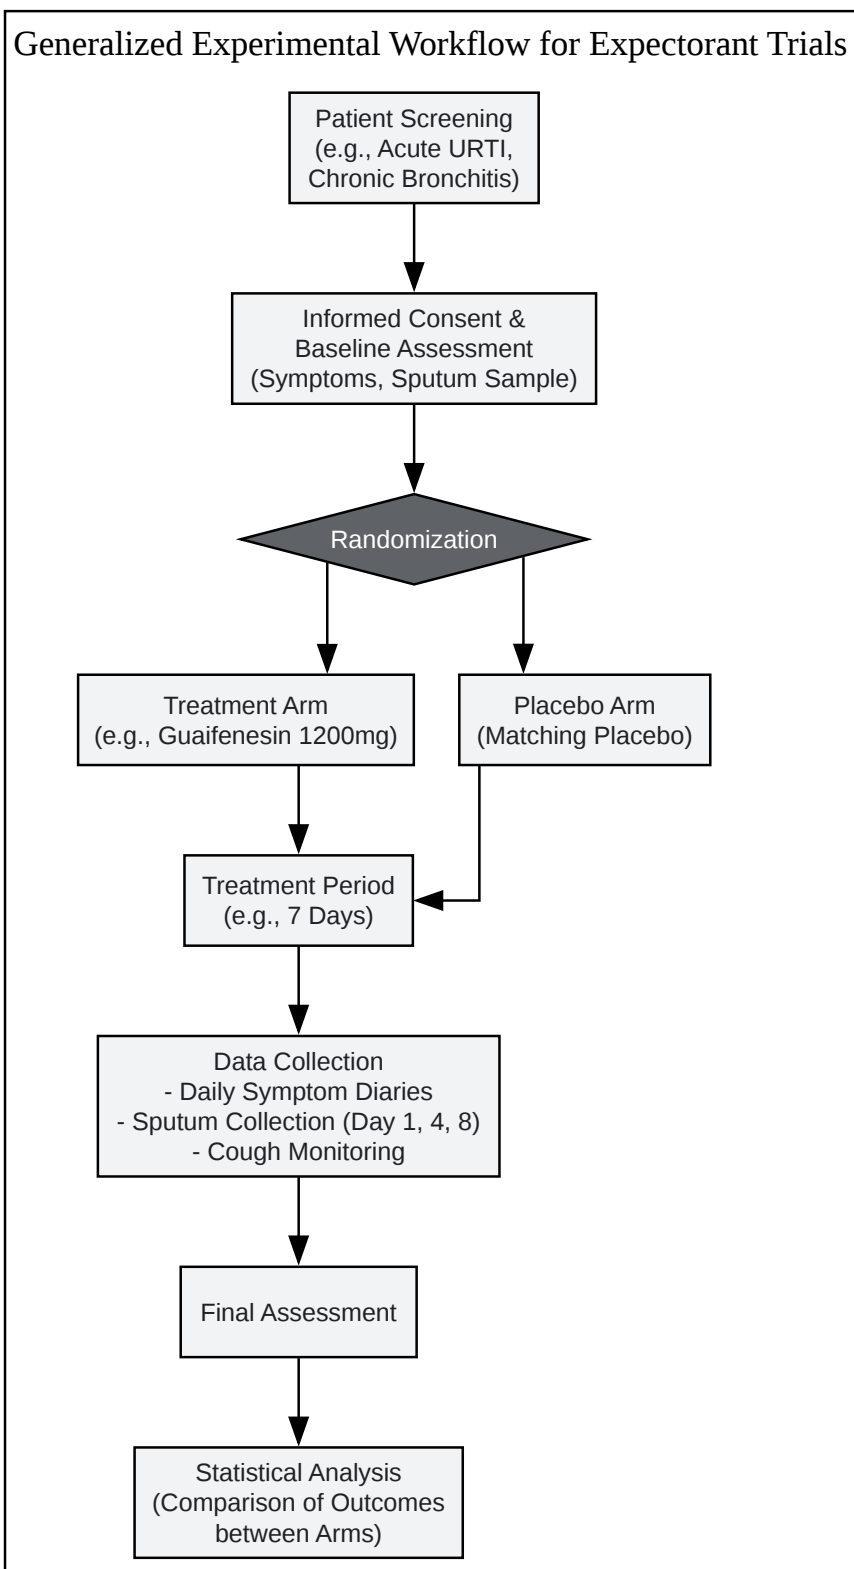 Generalized Experimental Workflow for Expectorant Trials
Patient Screening
(e.g., Acute URTI,
Chronic Bronchitis)
Informed Consent &
Baseline Assessment
(Symptoms, Sputum Sample)
Randomization
Treatment Arm
(e.g., Guaifenesin 1200mg)
Placebo Arm
(Matching Placebo)
Treatment Period
(e.g., 7 Days)
Data Collection
- Daily Symptom Diaries
- Sputum Collection (Day 1, 4, 8)
- Cough Monitoring
Final Assessment
Statistical Analysis
(Comparison of Outcomes
between Arms)